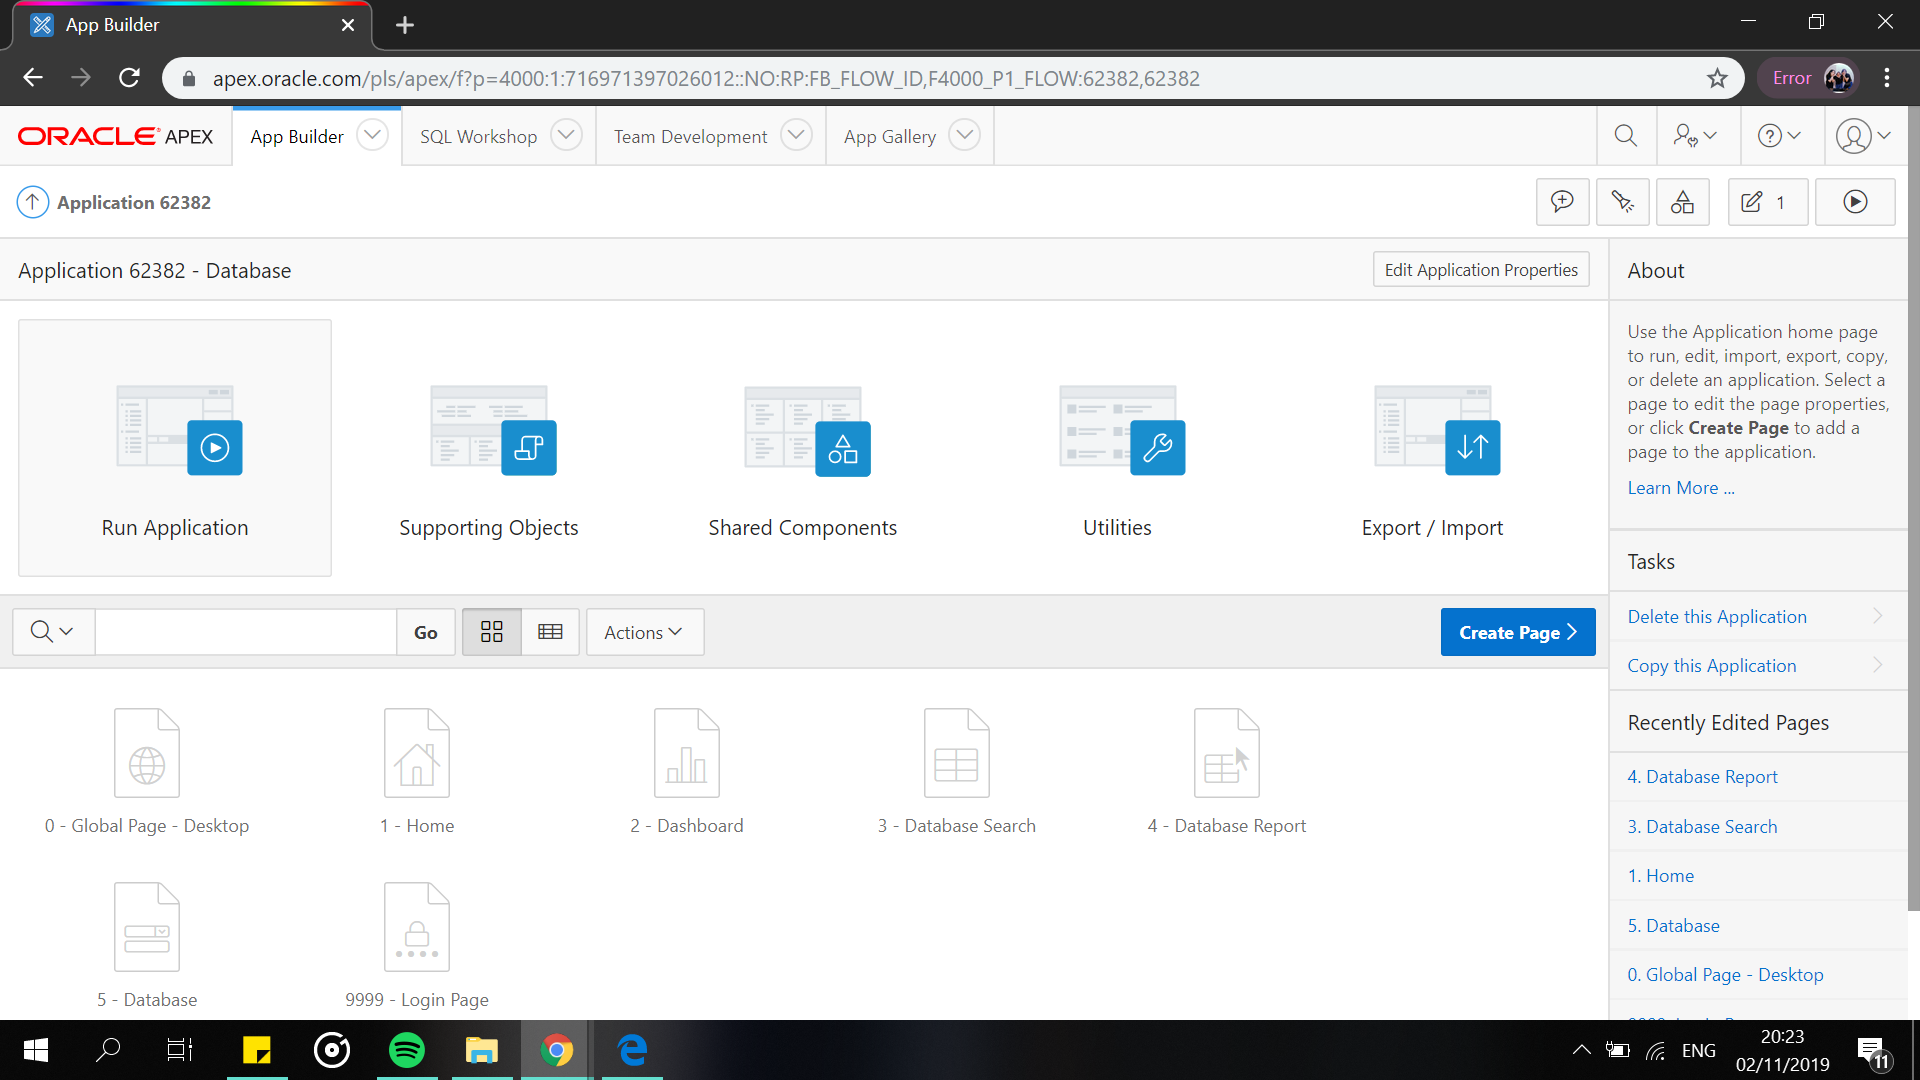 App Builder
apex.oracle.com/pls/apex/f?p=4000:1:716971397026012::NO:RP:FB_FLOW_ID,F4000_P1_FLOW:62382,62382
Error
ORACLE APEX
App Builder
SQL Workshop
Team Development
App Gallery
Application 62382
1
Application 62382 - Database
Edit Application Properties
Run Application
Supporting Objects
Shared Components
Utilities
Export / Import
Go
Actions
Create Page
0 - Global Page - Desktop
1 - Home
2 - Dashboard
3 - Database Search
4 - Database Report
5 - Database
9999 - Login Page
About
Use the Application home page
to run, edit, import, export, copy,
or delete an application. Select a
page to edit the page properties,
or click Create Page to add a
page to the application.
Learn More ...
Tasks
Delete this Application
Copy this Application
Recently Edited Pages
4. Database Report
3. Database Search
1. Home
5. Database
0. Global Page - Desktop
ENG
20:23
02/11/2019
11